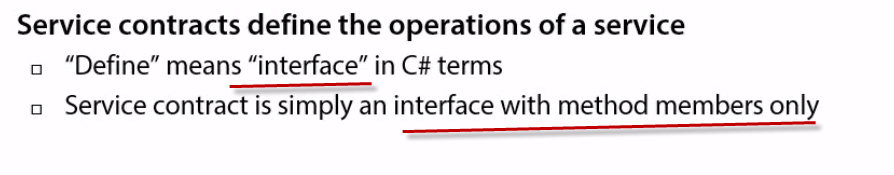 Service contracts define the operations of a service
“Define” means “interface” in C# terms
Service contract is simply an interface with method members only